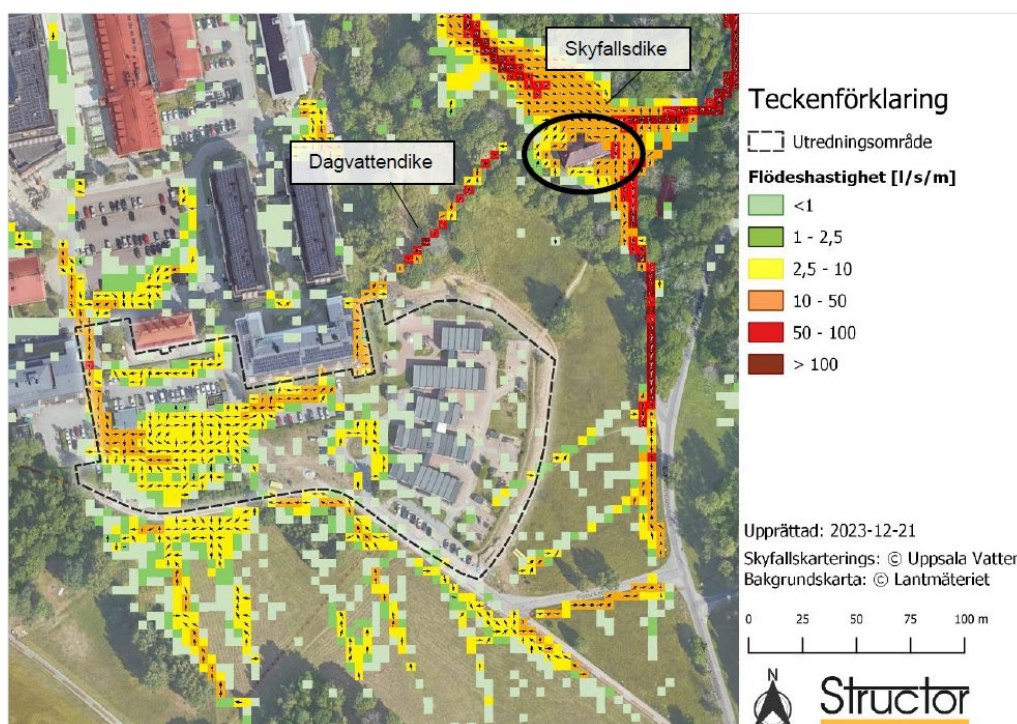 Skyfallsdike
Dagvattendike
Teckenförklaring
Utredningsområde
Flödeshastighet [l/s/m]
<1
1 - 2,5
2,5 - 10
10 - 50
50 - 100
> 100
Upprättad: 2023-12-21
Skyfallskarterings: © Uppsala Vatten
Bakgrundskarta: © Lantmäteriet
0 25 50 75 100 m
N
Structor